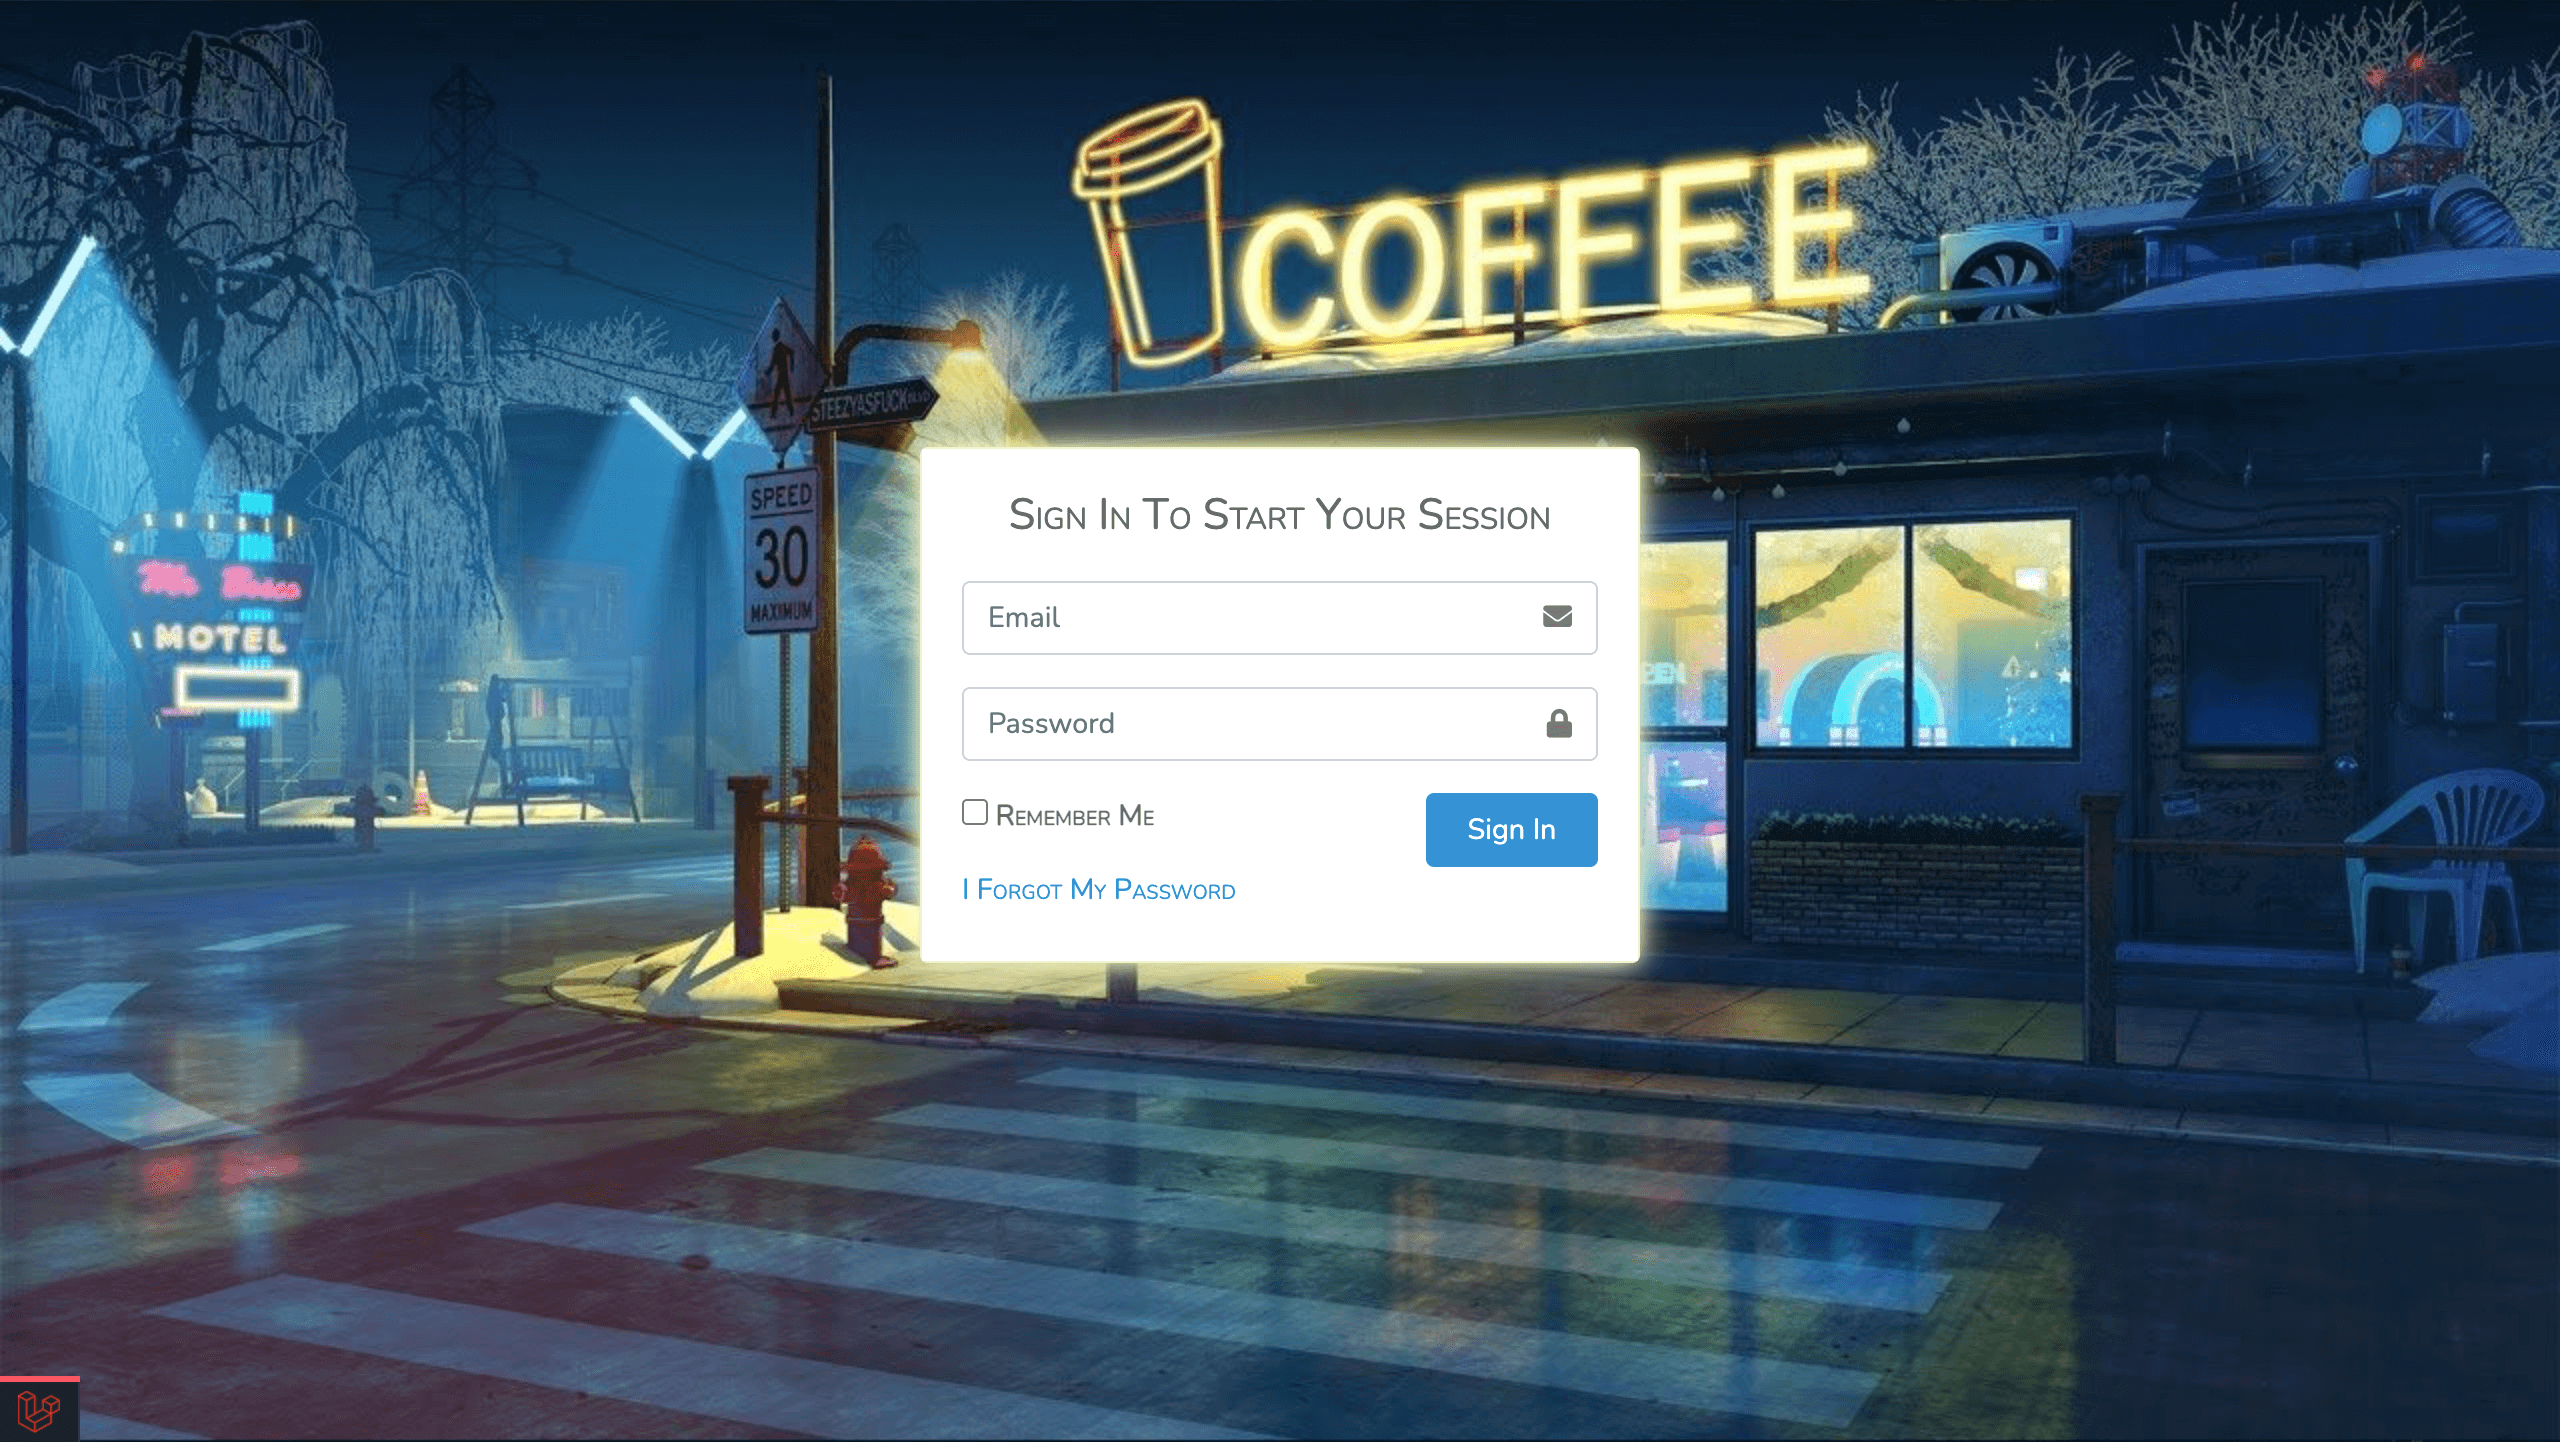 COFFEE
STEEZYASFUCK BLVD
SPEED
30
MAXIMUM
MOTEL
Sign In To Start Your Session
Email
Password
Remember Me
Sign In
I Forgot My Password